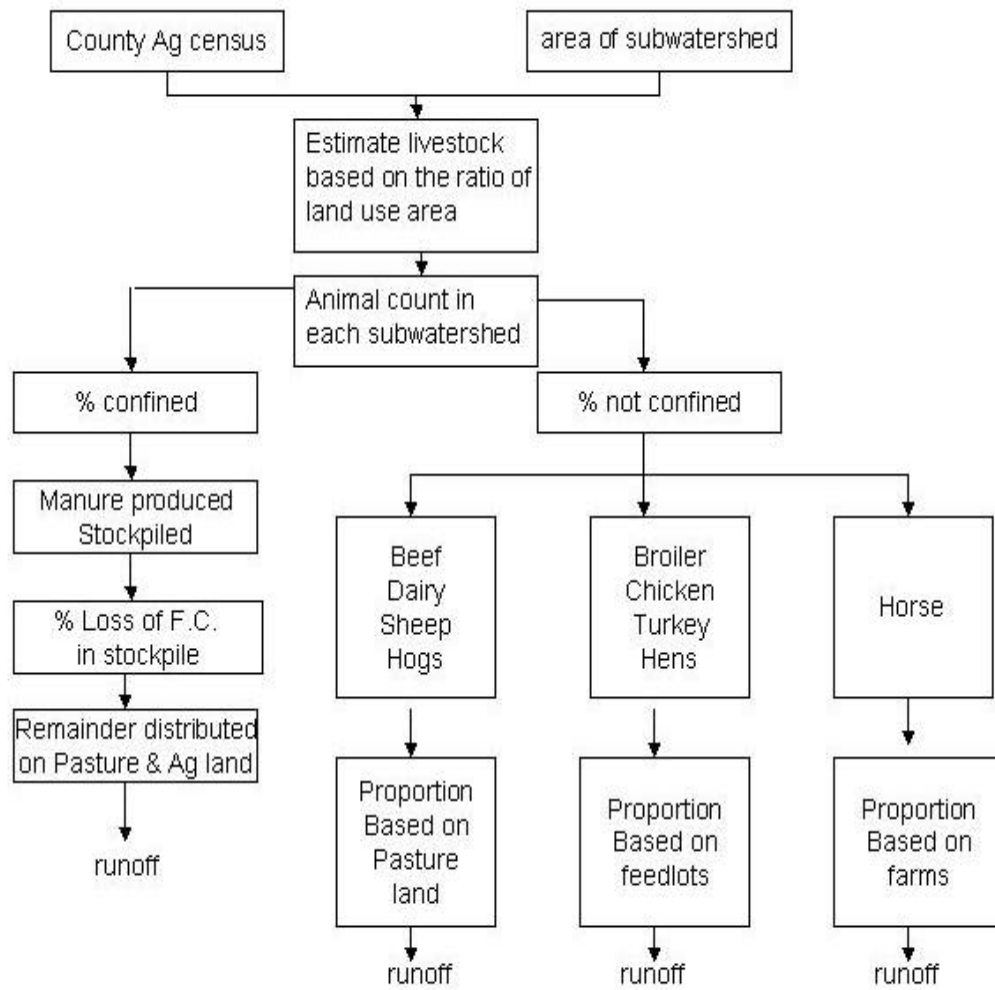 County Ag census
area of subwatershed
Estimate livestock
based on the ratio of
land use area
Animal count in
each subwatershed
% confined
% not confined
Manure produced
Stockpiled
% Loss of F.C.
in stockpile
Remainder distributed
on Pasture & Ag land
runoff
Beef
Dairy
Sheep
Hogs
Broiler
Chicken
Turkey
Hens
Horse
Proportion
Based on
Pasture
land
Proportion
Based on
feedlots
Proportion
Based on
farms
runoff
runoff
runoff